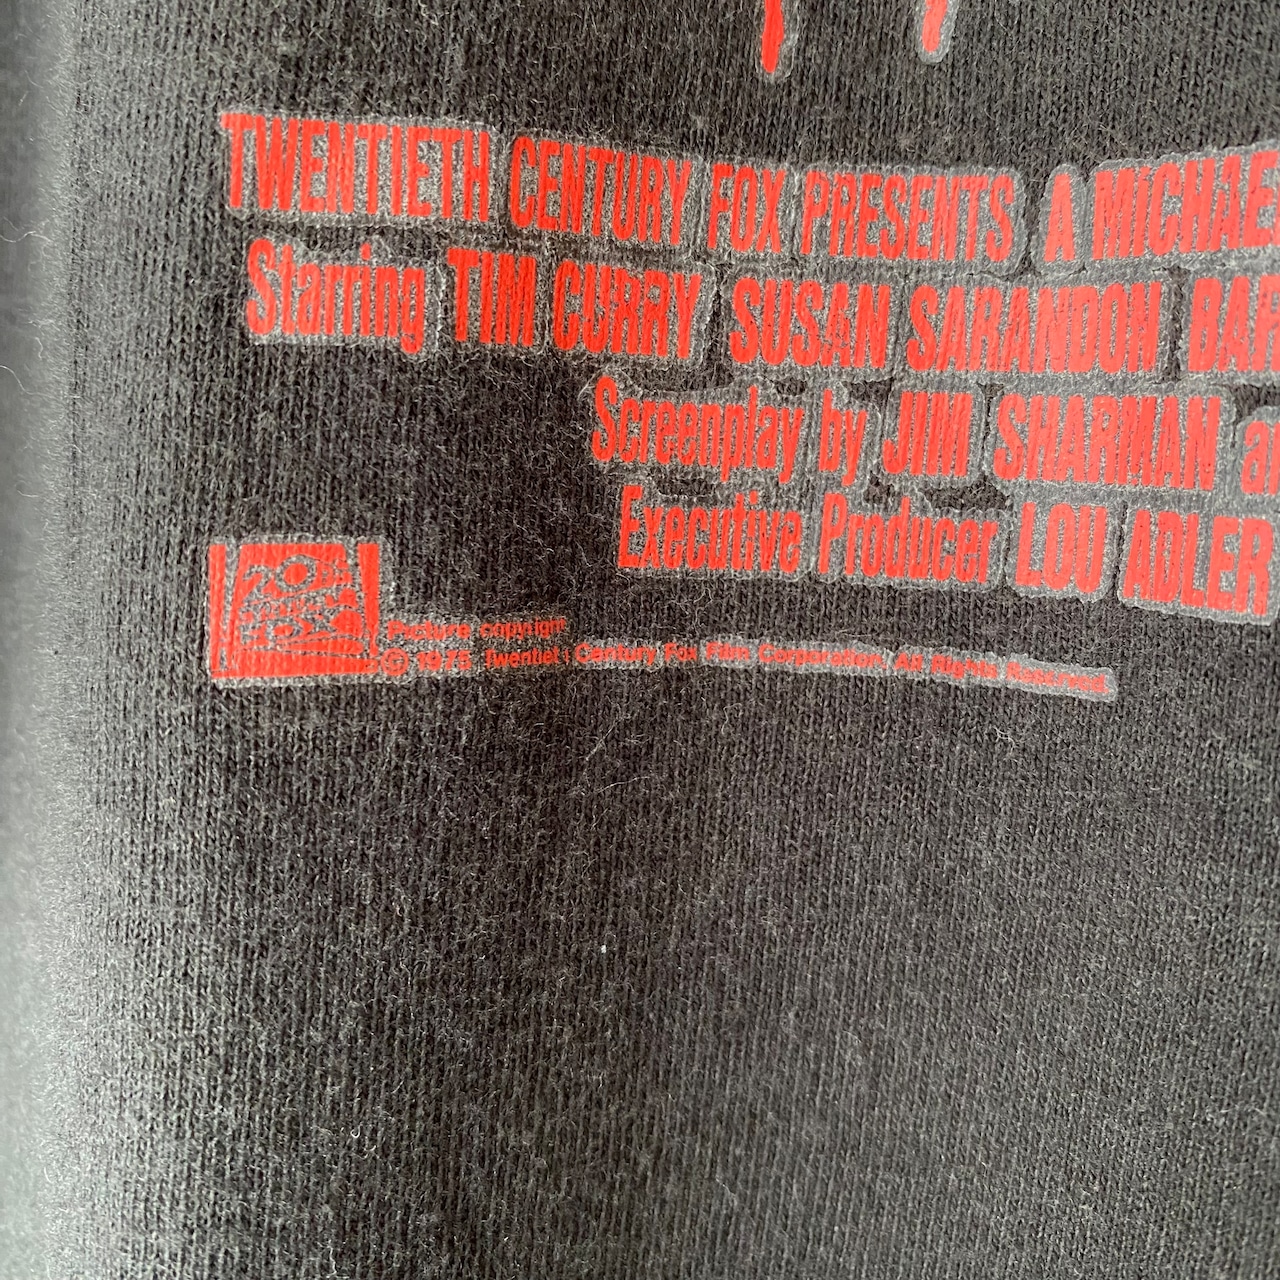 TWENTIETH CENTURY FOX PRESENTS A MICHAE
Starring TIM CURRY SUSAN SARANDON BAR
Screenplay by JIM SHARMAN a
Executive Producer LOU ADLER
Picture copyright
© 1975 Twentieth Century Fox Film Corporation. All Rights Reserved.